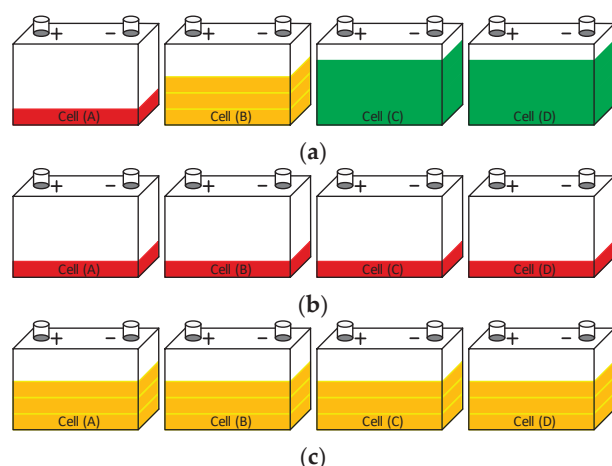 + − + − + − + −
Cell (A) Cell (B) Cell (C) Cell (D)
(a)
+ − + − + − + −
Cell (A) Cell (B) Cell (C) Cell (D)
(b)
+ − + − + − + −
Cell (A) Cell (B) Cell (C) Cell (D)
(c)